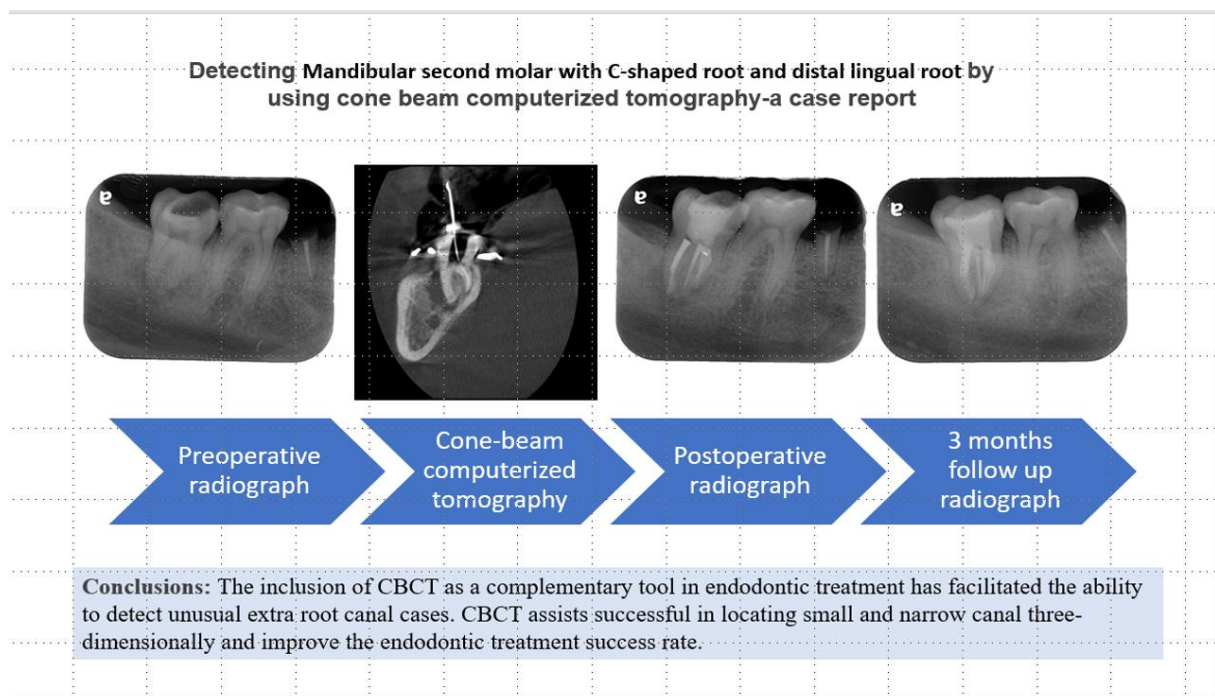 Detecting Mandibular second molar with C-shaped root and distal lingual root by
using cone beam computerized tomography-a case report
a
a
a
Preoperative
radiograph
Cone-beam
computerized
tomography
Postoperative
radiograph
3 months
follow up
radiograph
Conclusions: The inclusion of CBCT as a complementary tool in endodontic treatment has facilitated the ability
to detect unusual extra root canal cases. CBCT assists successful in locating small and narrow canal three-
dimensionally and improve the endodontic treatment success rate.